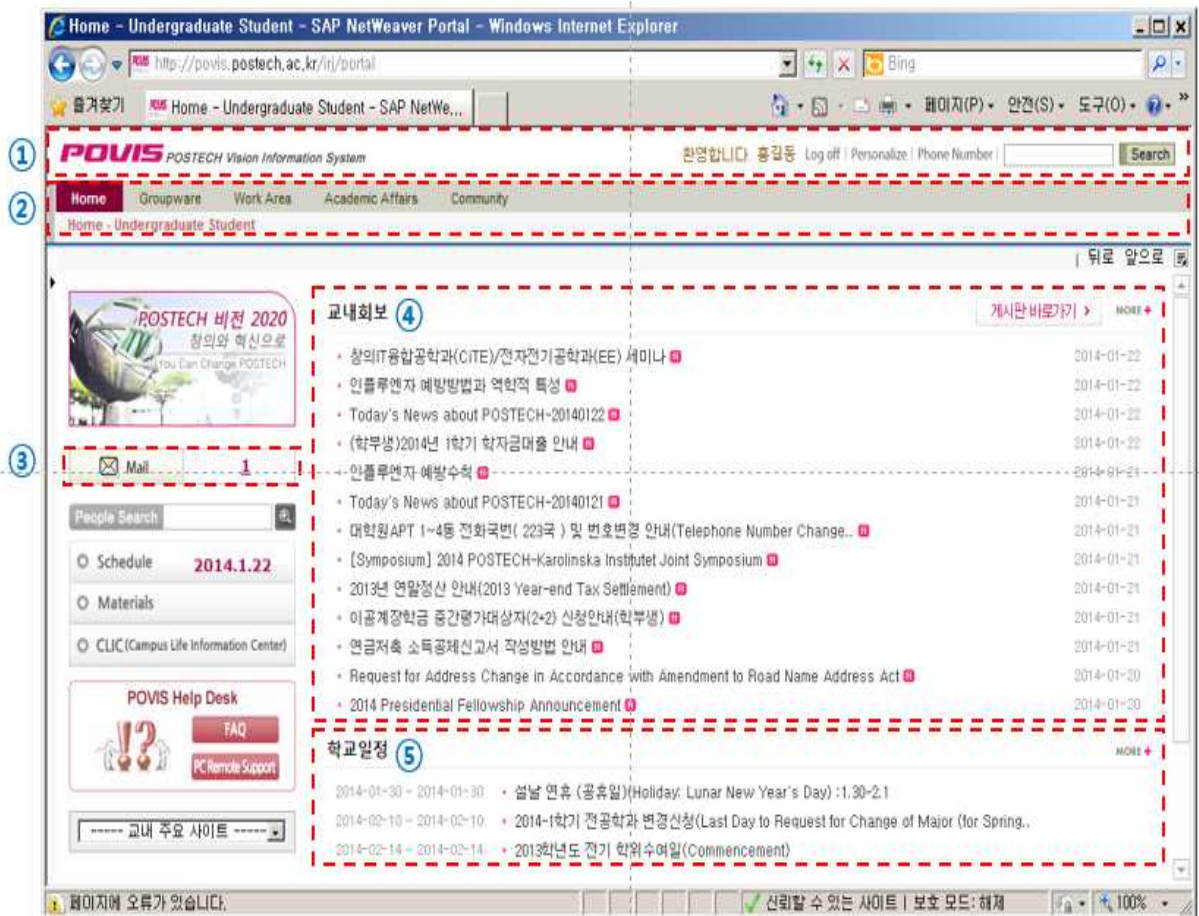 Home - Undergraduate Student - SAP NetWeaver Portal - Windows Internet Explorer
http://povis.postech.ac.kr/irj/portal
Bing
즐겨찾기 Home - Undergraduate Student - SAP NetWe... 페이지(P) 안전(S) 도구(O) »
① POVIS POSTECH Vision Information System 환영합니다 홍길동 Log off | Personalize | Phone Number | Search
② Home Groupware Work Area Academic Affairs Community
Home - Undergraduate Student
| 뒤로 앞으로
POSTECH 비전 2020
창의와 혁신으로
You Can Change POSTECH
③ Mail 1
People Search
Schedule 2014.1.22
Materials
CLIC(Campus Life Information Center)
POVIS Help Desk
FAQ
PC Remote Support
----- 교내 주요 사이트 -----
교내회보 ④ 게시판 바로가기 > MORE +
창의IT융합공학과(CiTE)/전자전기공학과(EE) 세미나 2014-01-22
인플루엔자 예방방법과 역학적 특성 2014-01-22
Today's News about POSTECH-20140122 2014-01-22
(학부생)2014년 1학기 학자금대출 안내 2014-01-22
인플루엔자 예방수칙 2014-01-21
Today's News about POSTECH-20140121 2014-01-21
대학원APT 1~4동 전화국번( 223국 ) 및 번호변경 안내(Telephone Number Change.. 2014-01-21
[Symposium] 2014 POSTECH-Karolinska Institutet Joint Symposium 2014-01-21
2013년 연말정산 안내(2013 Year-end Tax Settlement) 2014-01-21
이공계장학금 중간평가대상자(2+2) 신청안내(학부생) 2014-01-21
연금저축 소득공제신고서 작성방법 안내 2014-01-21
Request for Address Change in Accordance with Amendment to Road Name Address Act 2014-01-20
2014 Presidential Fellowship Announcement 2014-01-20
학교일정 ⑤ MORE +
2014-01-30 ~ 2014-01-30 설날 연휴 (공휴일)(Holiday: Lunar New Year's Day) :1.30-2.1
2014-02-10 ~ 2014-02-10 2014-1학기 전공학과 변경신청(Last Day to Request for Change of Major (for Spring..
2014-02-14 ~ 2014-02-14 2013학년도 전기 학위수여일(Commencement)
페이지에 오류가 있습니다. 신뢰할 수 있는 사이트 | 보호 모드: 해제 100%